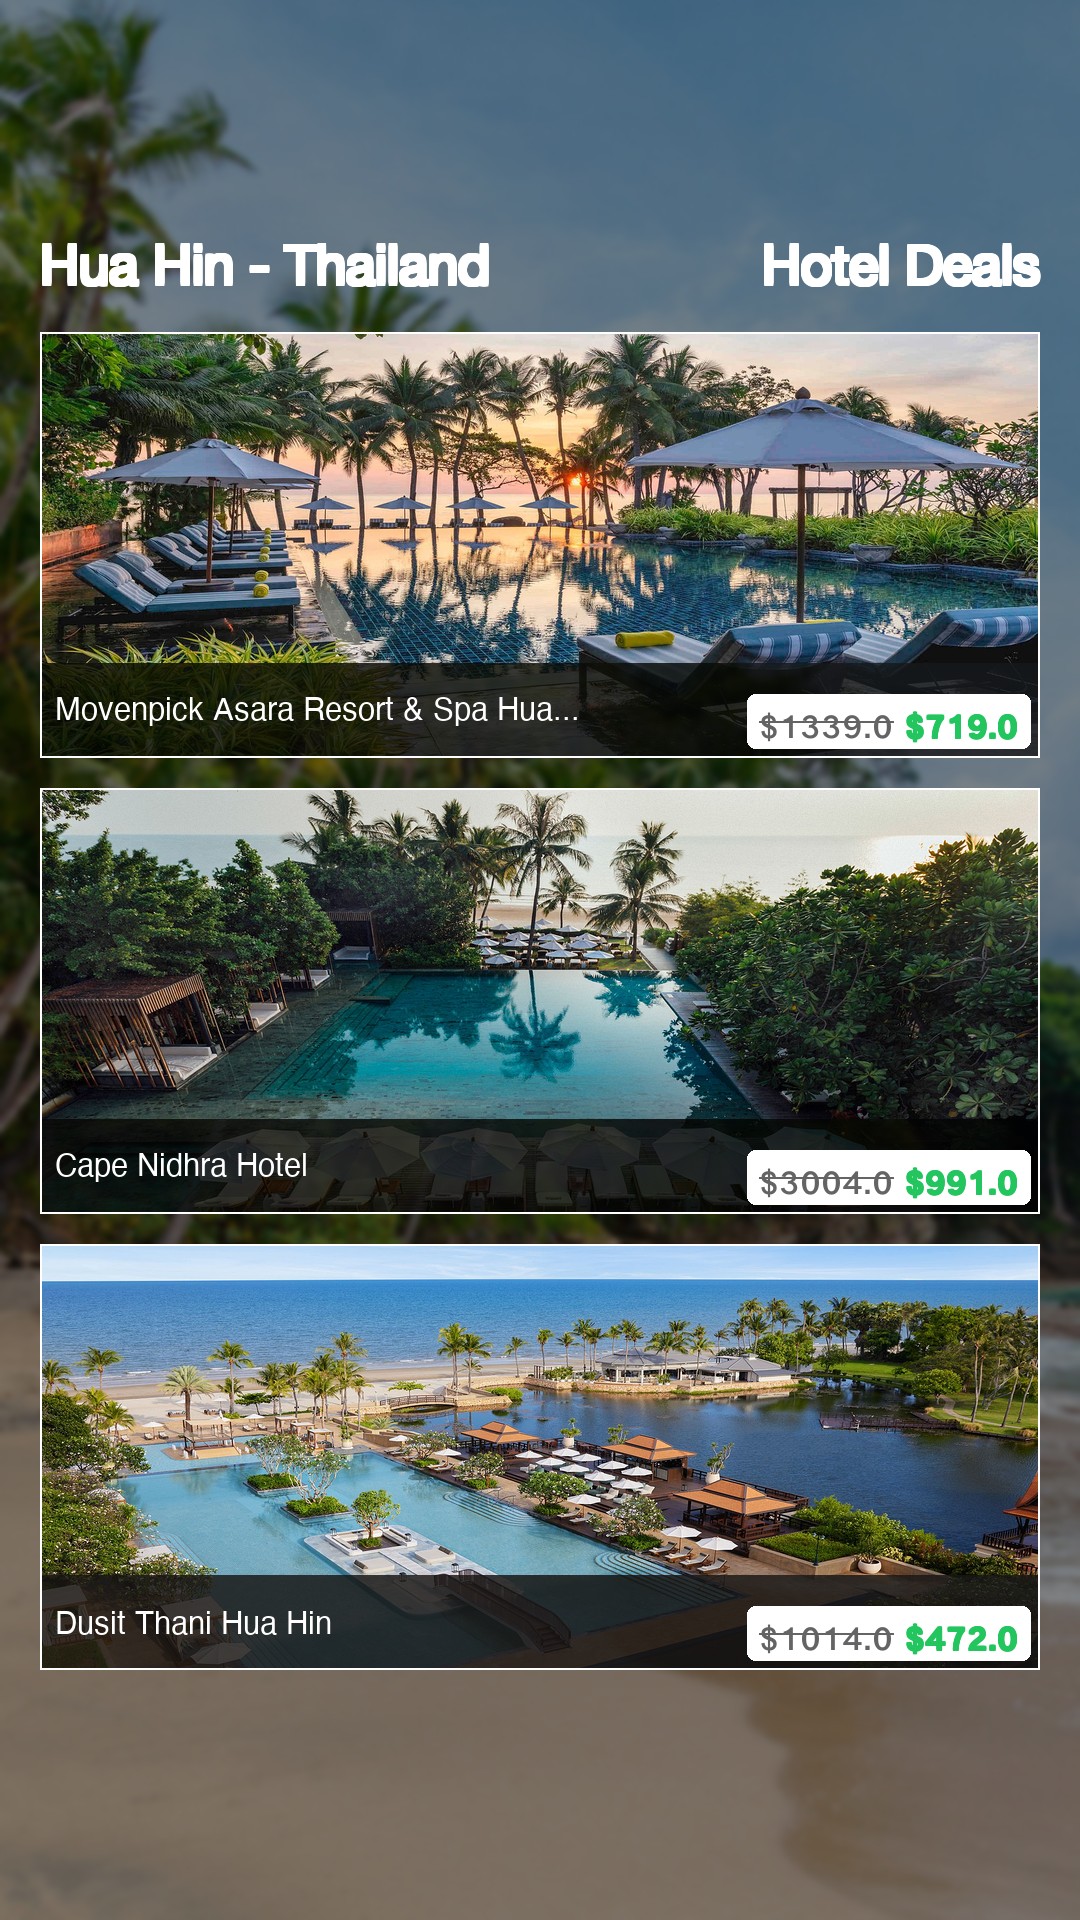 Hua Hin - Thailand
Hotel Deals
Movenpick Asara Resort & Spa Hua...
$1339.0 $719.0
Cape Nidhra Hotel
$3004.0 $991.0
Dusit Thani Hua Hin
$1014.0 $472.0